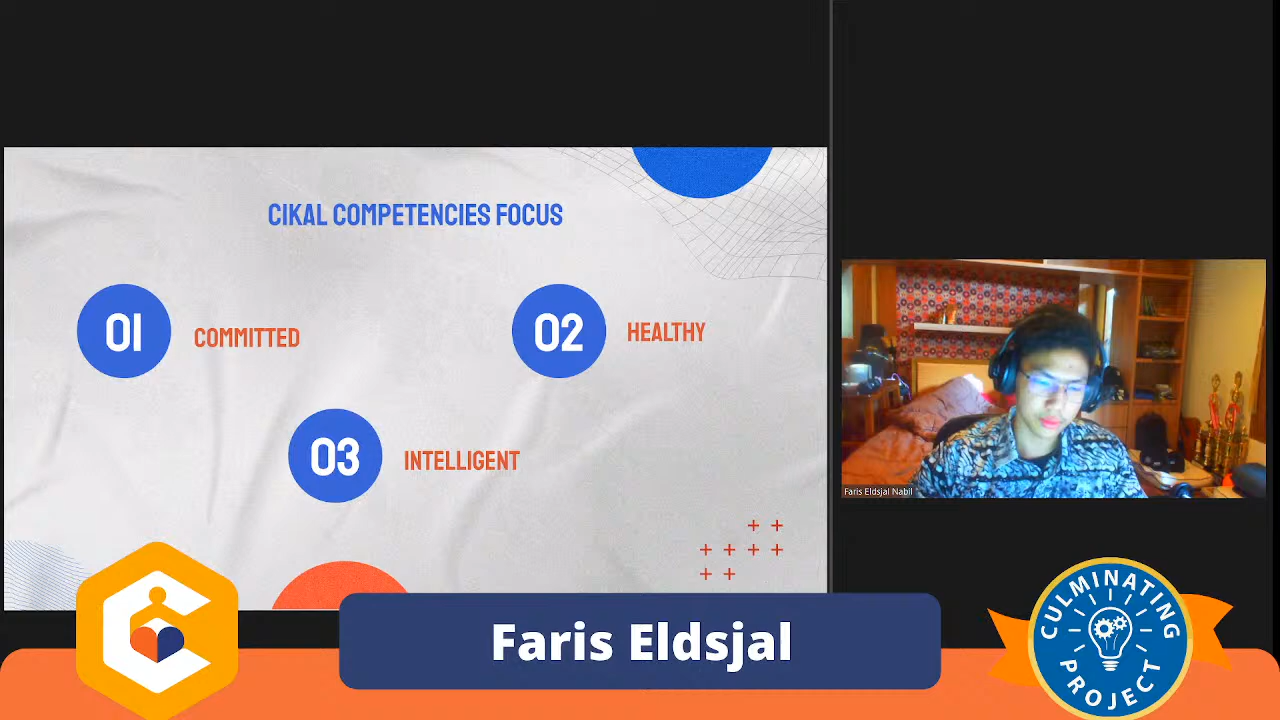 CIKAL COMPETENCIES FOCUS
01 COMMITTED
02 HEALTHY
03 INTELLIGENT
Faris Eldsjal Nabil
Faris Eldsjal
CULMINATING
PROJECT